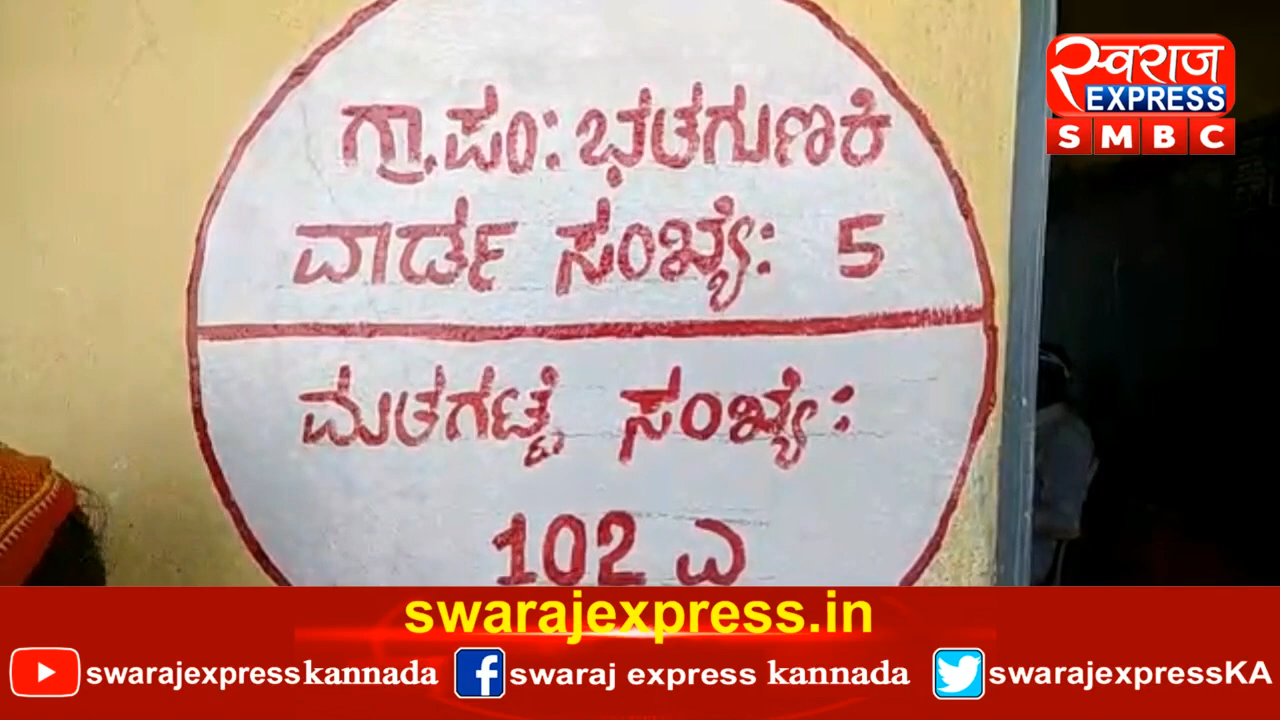 स्वराज
EXPRESS
SMBC
ಗ್ರಾ.ಪಂ: ಭತಗುಣಕಿ
ವಾರ್ಡ ಸಂಖ್ಯೆ: 5
ಮತಗಟ್ಟೆ ಸಂಖ್ಯೆ:
102 ಎ
swarajexpress.in
swarajexpresskannada
swaraj express kannada
swarajexpressKA